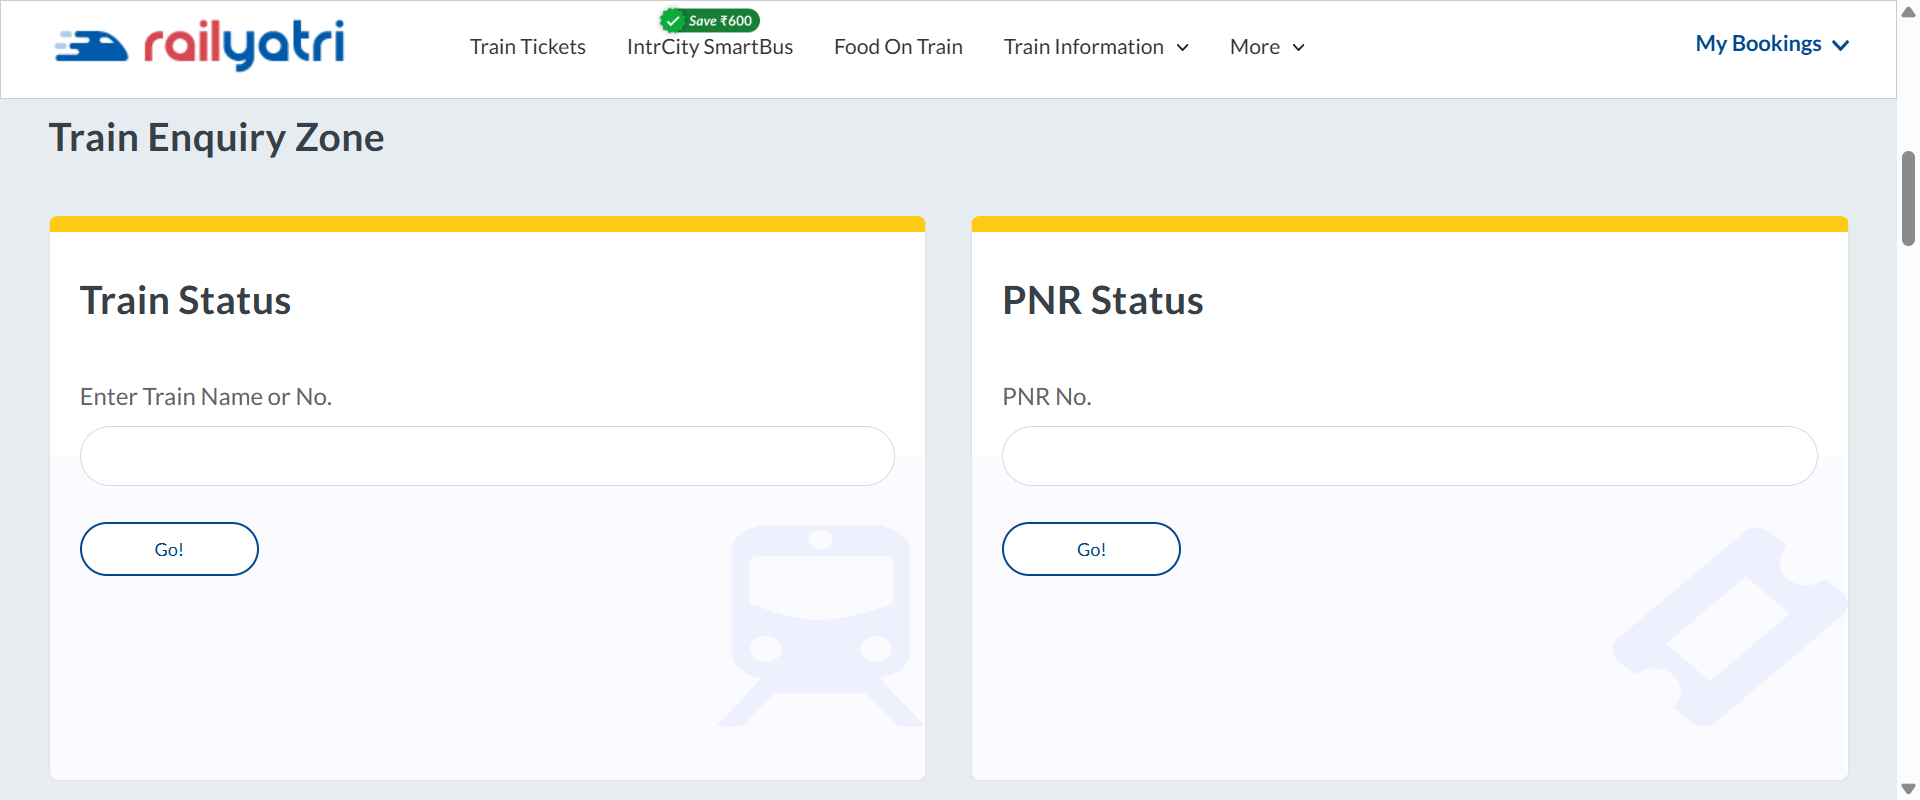 railyatri
Train Tickets
Save ₹600
IntrCity SmartBus
Food On Train
Train Information
More
My Bookings
Train Enquiry Zone
Train Status
Enter Train Name or No.
Go!
PNR Status
PNR No.
Go!